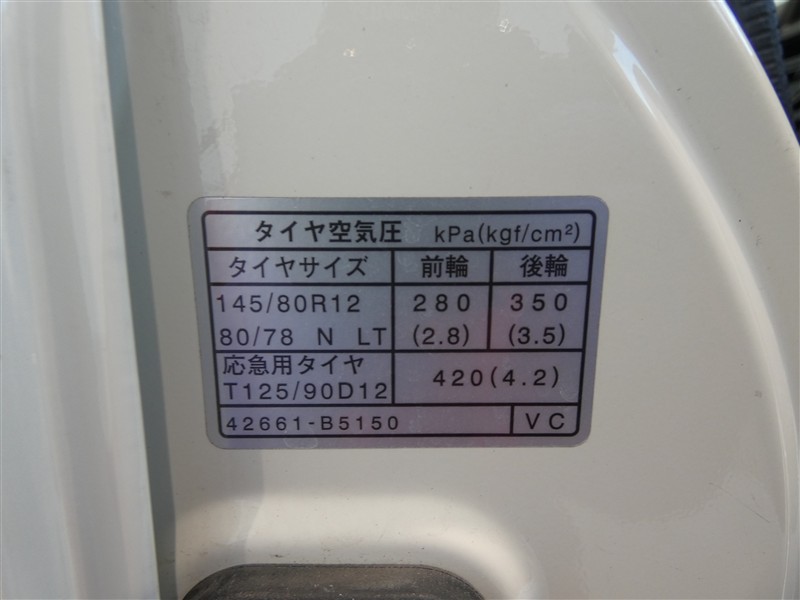 タイヤ空気圧 kPa(kgf/cm²)
タイヤサイズ 前輪 後輪
145/80R12 280 350
80/78 N LT (2.8) (3.5)
応急用タイヤ
T125/90D12 420(4.2)
42661-B5150 VC